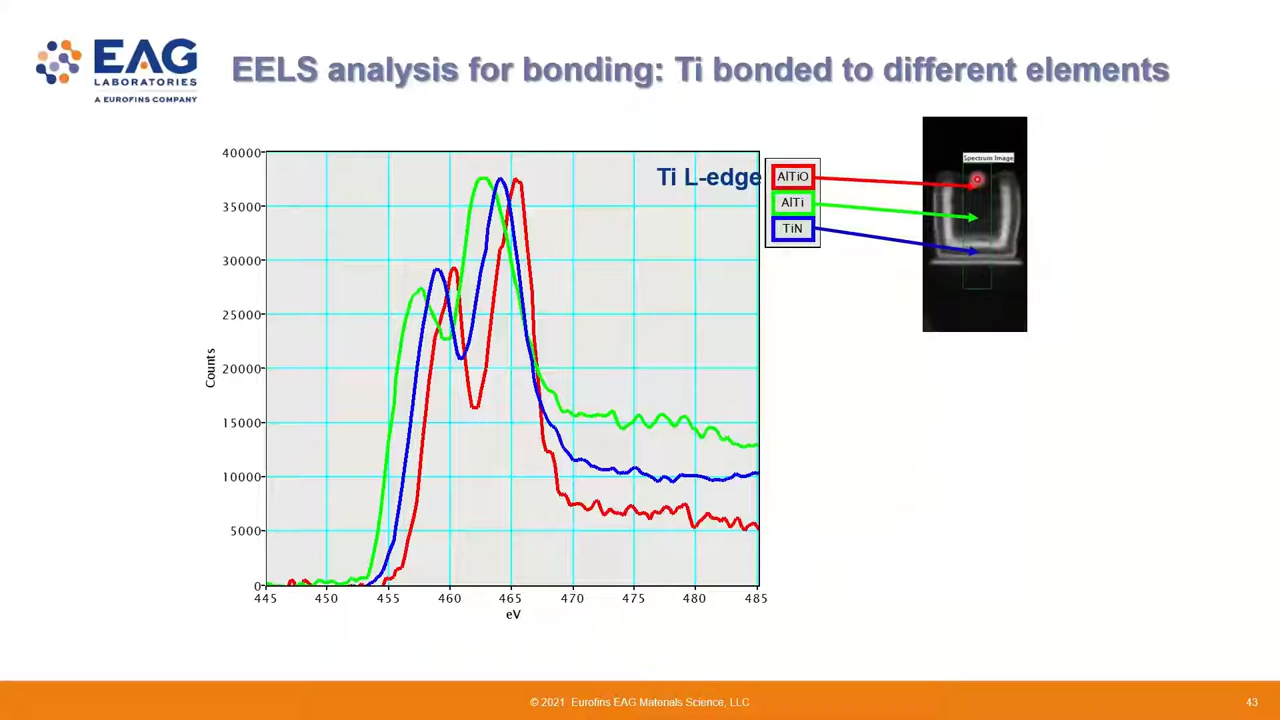 EAG
LABORATORIES
A EUROFINS COMPANY
EELS analysis for bonding: Ti bonded to different elements
Ti L-edge
AlTiO
AlTi
TiN
Spectrum Image
40000
35000
30000
25000
20000
15000
10000
5000
0
Counts
445 450 455 460 465 470 475 480 485
eV
© 2021 Eurofins EAG Materials Science, LLC
43